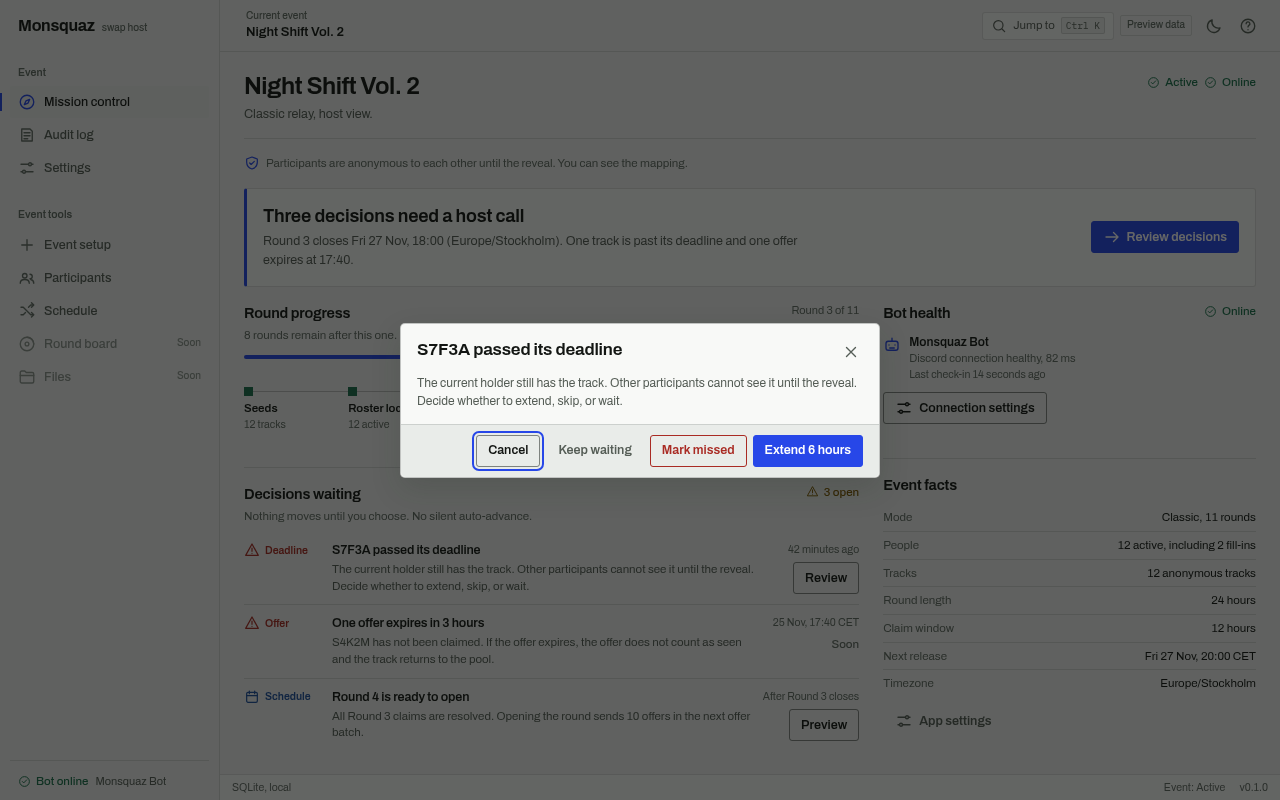 Monsquaz swap host
Event
Mission control
Audit log
Settings
Event tools
Event setup
Participants
Schedule
Round board Soon
Files Soon
Bot online Monsquaz Bot
Current event
Night Shift Vol. 2
Jump to Ctrl K
Preview data
Night Shift Vol. 2
Active Online
Classic relay, host view.
Participants are anonymous to each other until the reveal. You can see the mapping.
Three decisions need a host call
Round 3 closes Fri 27 Nov, 18:00 (Europe/Stockholm). One track is past its deadline and one offer
expires at 17:40.
Review decisions
Round progress Round 3 of 11
8 rounds remain after this one.
Seeds
12 tracks
12 active
S7F3A passed its deadline
The current holder still has the track. Other participants cannot see it until the reveal.
Decide whether to extend, skip, or wait.
Cancel Keep waiting Mark missed Extend 6 hours
Bot health Online
Monsquaz Bot
Discord connection healthy, 82 ms
Last check-in 14 seconds ago
Connection settings
Decisions waiting 3 open
Nothing moves until you choose. No silent auto-advance.
Deadline S7F3A passed its deadline 42 minutes ago
The current holder still has the track. Other participants cannot see it until the reveal.
Decide whether to extend, skip, or wait.
Review
Offer One offer expires in 3 hours 25 Nov, 17:40 CET
S4K2M has not been claimed. If the offer expires, the offer does not count as seen
and the track returns to the pool.
Soon
Schedule Round 4 is ready to open After Round 3 closes
All Round 3 claims are resolved. Opening the round sends 10 offers in the next offer
batch.
Preview
Event facts
Mode Classic, 11 rounds
People 12 active, including 2 fill-ins
Tracks 12 anonymous tracks
Round length 24 hours
Claim window 12 hours
Next release Fri 27 Nov, 20:00 CET
Timezone Europe/Stockholm
App settings
SQLite, local
Event: Active v0.1.0